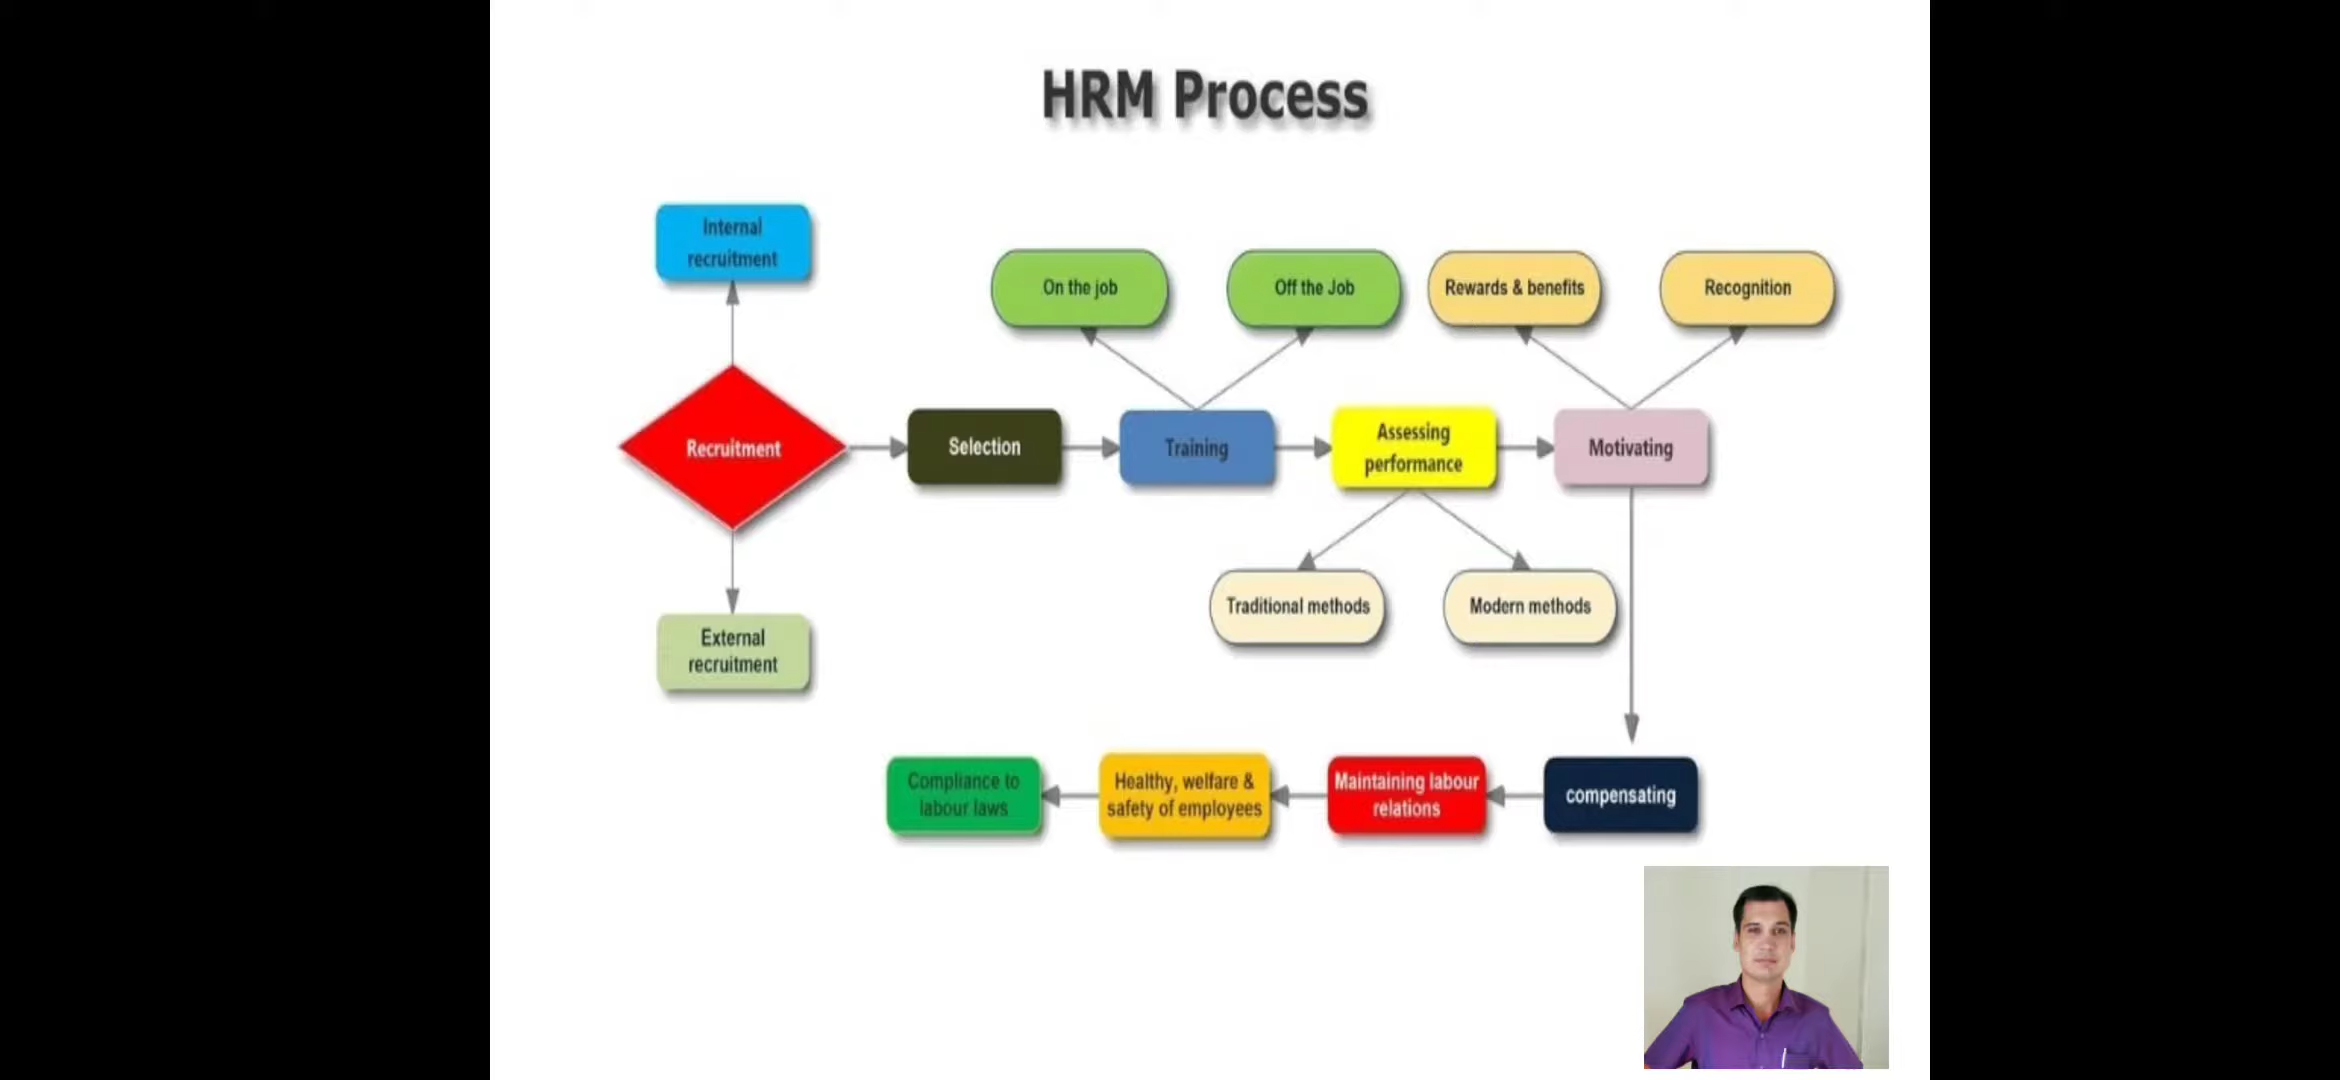 HRM Process
Internal
recruitment
On the job
Off the Job
Rewards & benefits
Recognition
Recruitment
Selection
Training
Assessing
performance
Motivating
Traditional methods
Modern methods
External
recruitment
Compliance to
labour laws
Healthy, welfare &
safety of employees
Maintaining labour
relations
compensating